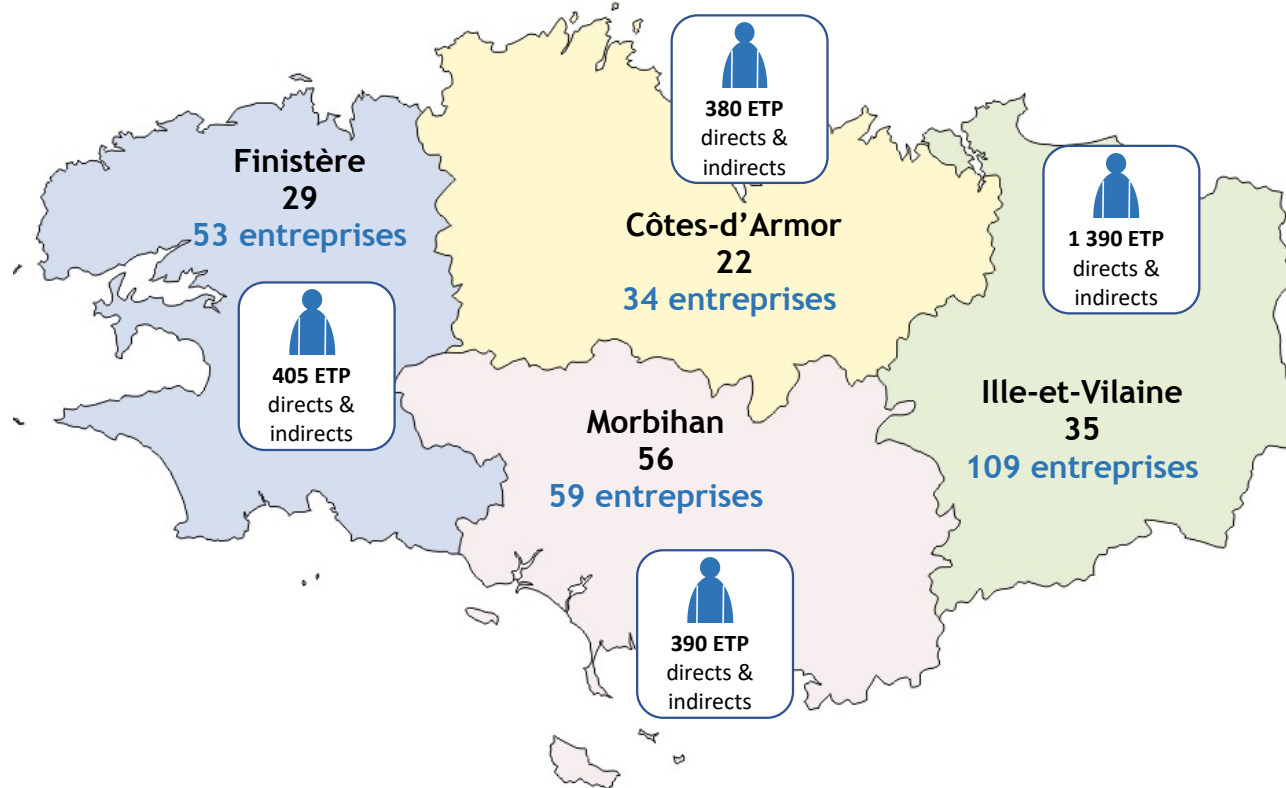 380 ETP
directs &
indirects
Finistère
29
53 entreprises
Côtes-d’Armor
22
34 entreprises
1 390 ETP
directs &
indirects
405 ETP
directs &
indirects
Morbihan
56
59 entreprises
Ille-et-Vilaine
35
109 entreprises
390 ETP
directs &
indirects